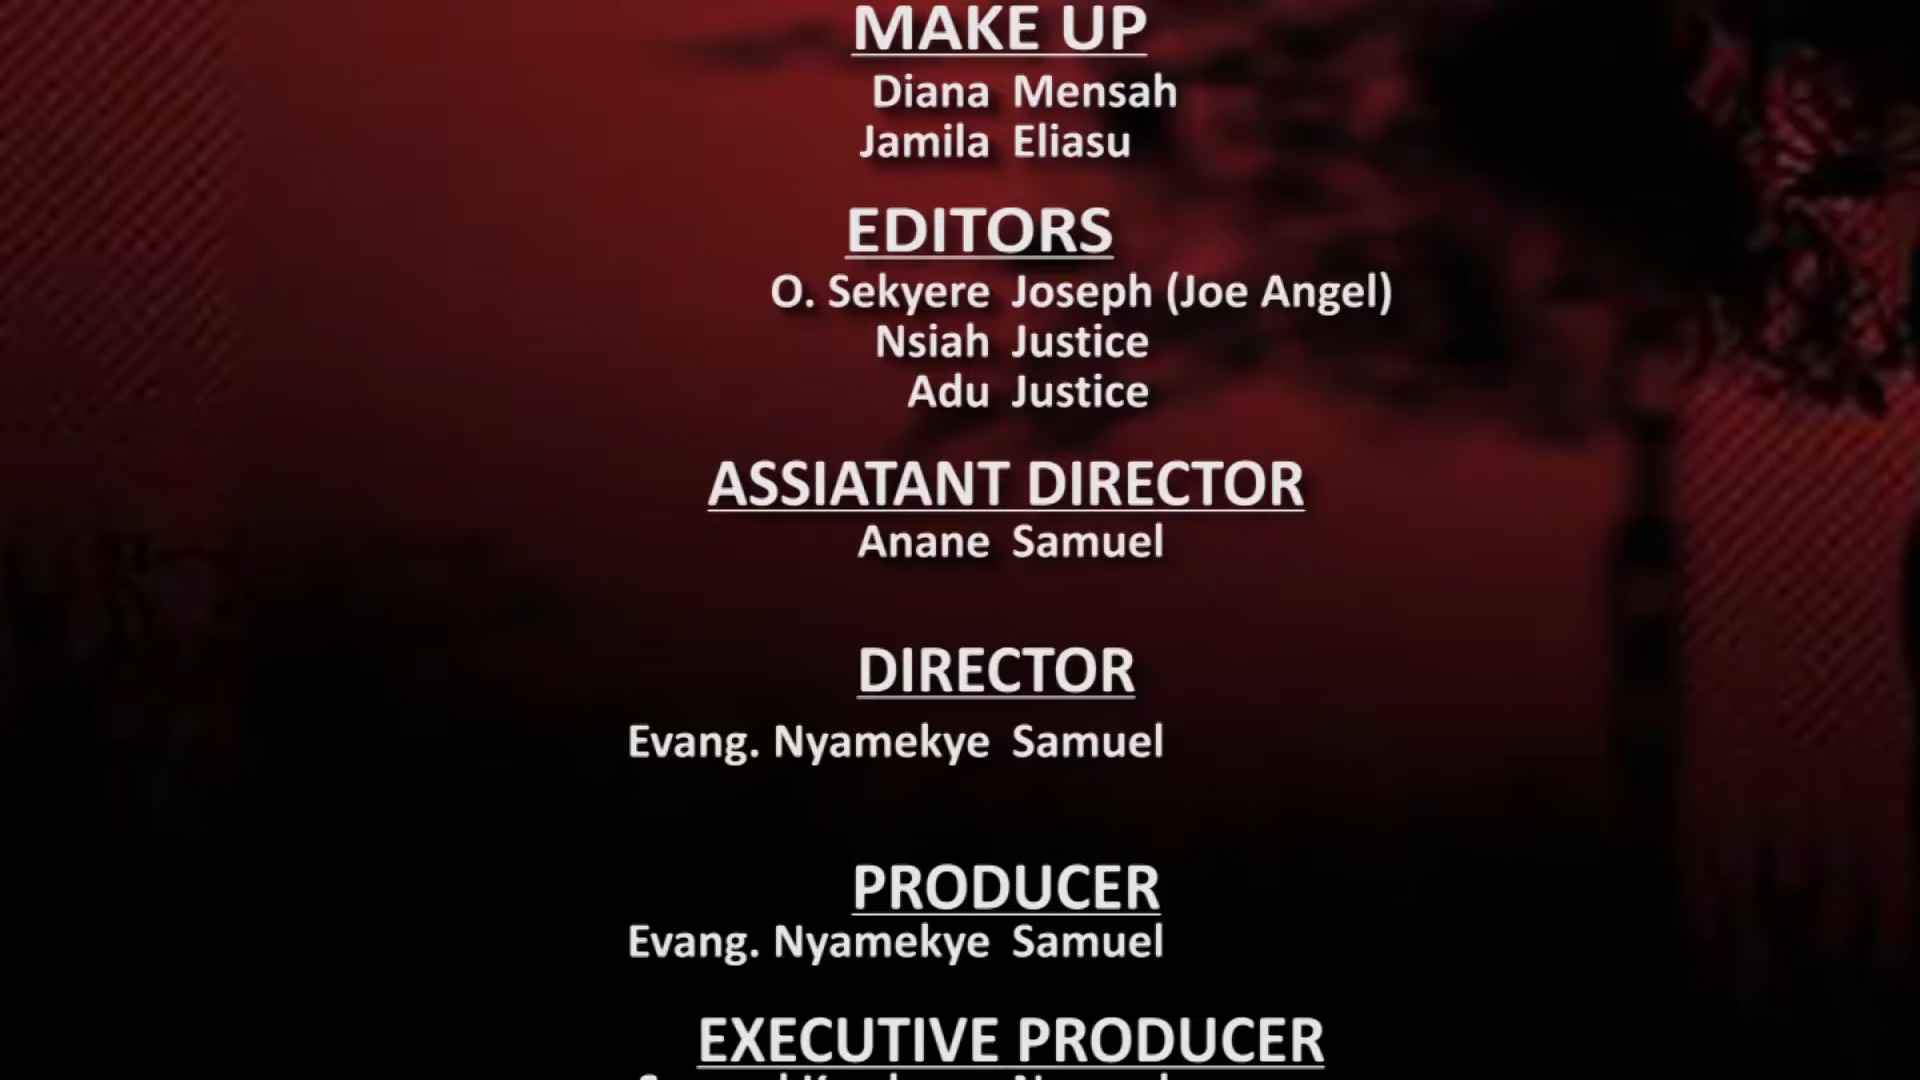 MAKE UP
Diana Mensah
Jamila Eliasu
EDITORS
O. Sekyere Joseph (Joe Angel)
Nsiah Justice
Adu Justice
ASSIATANT DIRECTOR
Anane Samuel
DIRECTOR
Evang. Nyamekye Samuel
PRODUCER
Evang. Nyamekye Samuel
EXECUTIVE PRODUCER